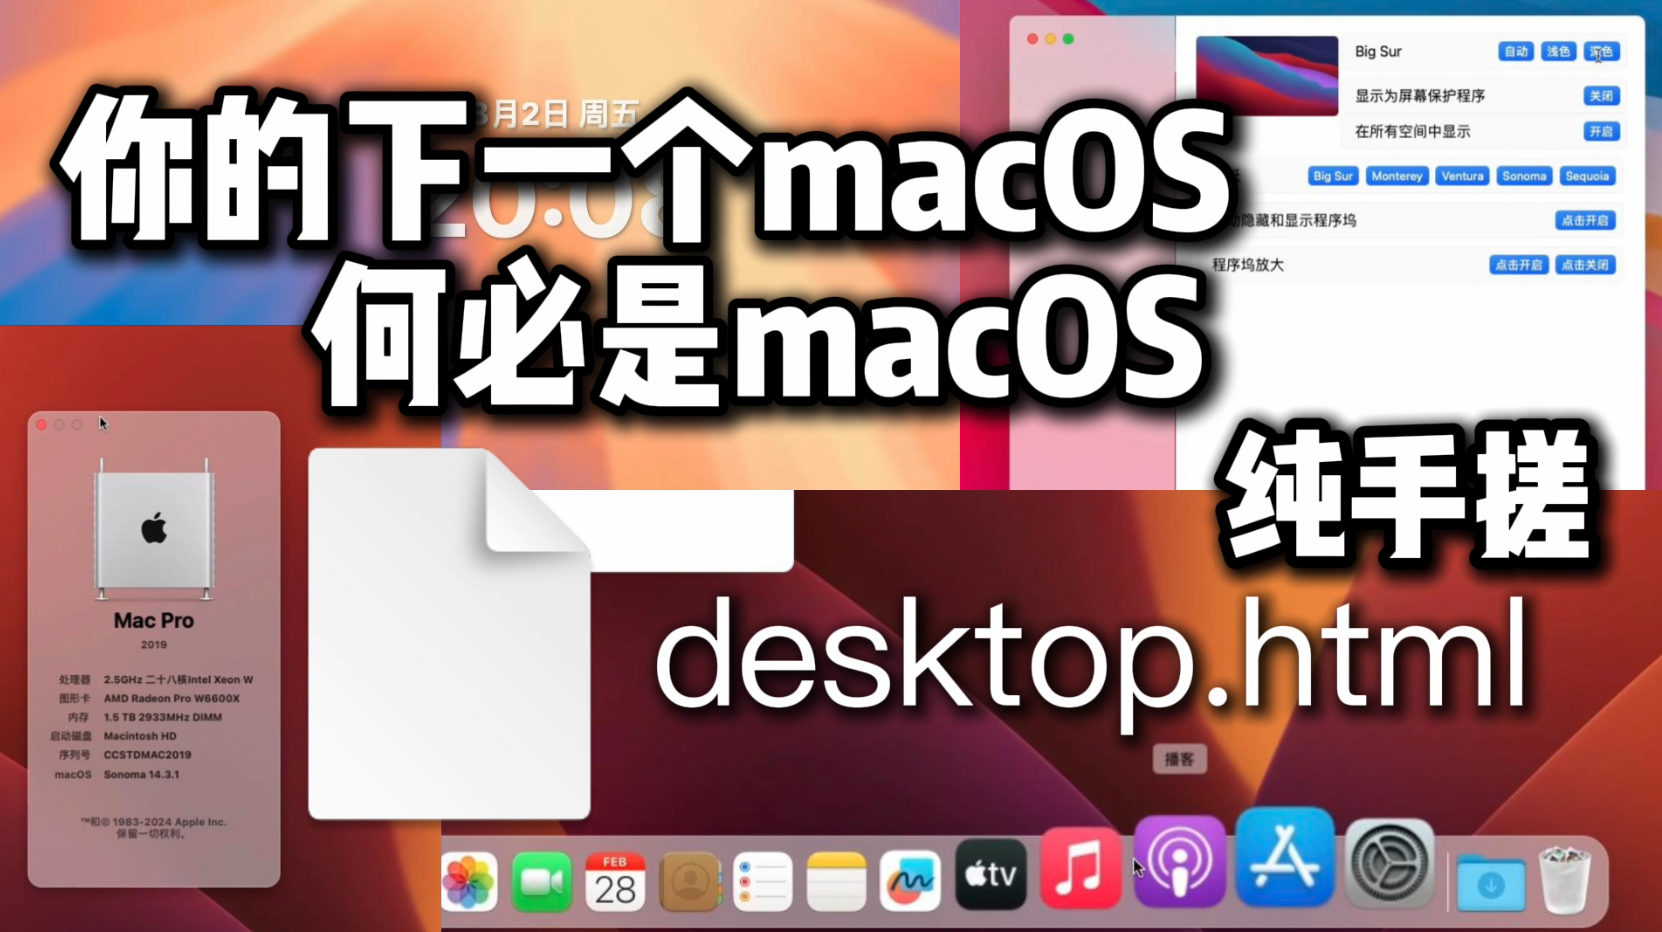 月2日 周五
你的下一个macOS
何必是macOS
纯手搓
desktop.html
Big Sur
自动
浅色
深色
显示为屏幕保护程序
关闭
在所有空间中显示
开启
Big Sur
Monterey
Ventura
Sonoma
Sequoia
隐藏和显示程序坞
点击开启
程序坞放大
点击开启
点击关闭
Mac Pro
2019
处理器 2.5GHz 二十八核Intel Xeon W
图形卡 AMD Radeon Pro W6600X
内存 1.5 TB 2933MHz DIMM
启动磁盘 Macintosh HD
序列号 CCSTDMAC2019
macOS Sonoma 14.3.1
™和© 1983-2024 Apple Inc.
保留一切权利。
播客
FEB
28
tv